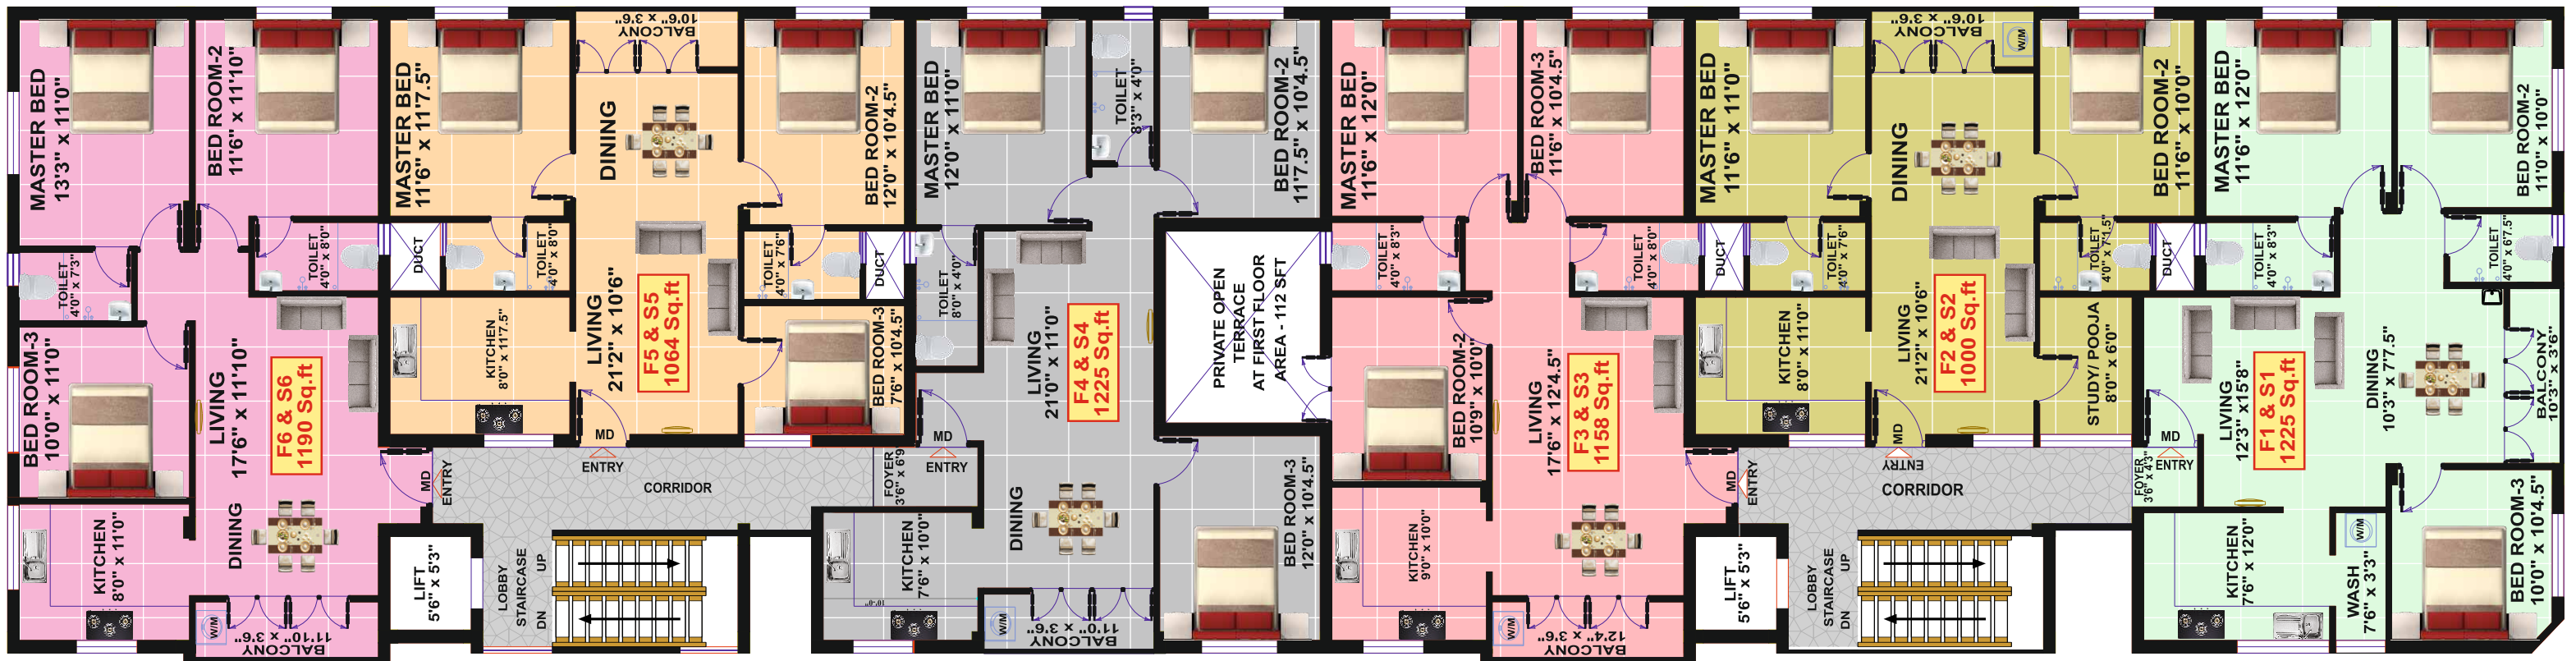 MASTER BED
13'3" x 11'0"
BED ROOM-2
11'6" x 11'10"
TOILET
4'0" x 7'3"
TOILET
4'0" x 8'0"
BED ROOM-3
10'0" x 11'0"
LIVING
17'6" x 11'10"
F6 & S6
1190 Sq.ft
DINING
KITCHEN
8'0" x 11'0"
W/M
BALCONY
11'10" x 3'6"
MD
ENTRY
MASTER BED
11'6" x 11'7.5"
BALCONY
10'6" x 3'6"
DINING
BED ROOM-2
12'0" x 10'4.5"
DUCT
TOILET
4'0" x 8'0"
TOILET
4'0" x 7'6"
DUCT
KITCHEN
8'0" x 11'7.5"
LIVING
21'2" x 10'6"
F5 & S5
1064 Sq.ft
BED ROOM-3
7'6" x 10'4.5"
MD
ENTRY
CORRIDOR
LIFT
5'6" x 5'3"
LOBBY
STAIRCASE
DN
UP
MASTER BED
12'0" x 11'0"
TOILET
8'3" x 4'0"
BED ROOM-2
11'7.5" x 10'4.5"
TOILET
8'0" x 4'0"
LIVING
21'0" x 11'0"
F4 & S4
1225 Sq.ft
PRIVATE OPEN
TERRACE
AT FIRST FLOOR
AREA - 112 SFT
MD
ENTRY
FOYER
3'6" x 6'9
DINING
KITCHEN
7'6" x 10'0"
10'-0"
BED ROOM-3
12'0" x 10'4.5"
W/M
BALCONY
11'0" x 3'6"
MASTER BED
11'6" x 12'0"
BED ROOM-3
11'6" x 10'4.5"
TOILET
4'0" x 8'3"
TOILET
4'0" x 8'0"
BED ROOM-2
10'9" x 10'0"
LIVING
17'6" x 12'4.5"
F3 & S3
1158 Sq.ft
KITCHEN
9'0" x 10'0"
W/M
BALCONY
12'4" x 3'6"
MD
ENTRY
MASTER BED
11'6" x 11'0"
BALCONY
10'6" x 3'6"
W/M
DINING
BED ROOM-2
11'6" x 10'0"
DUCT
TOILET
4'0" x 7'6"
TOILET
4'0" x 7'1.5"
DUCT
KITCHEN
8'0" x 11'0"
LIVING
21'2" x 10'6"
F2 & S2
1000 Sq.ft
STUDY/ POOJA
8'0" x 6'0"
MD
ENTRY
CORRIDOR
LIFT
5'6" x 5'3"
LOBBY
STAIRCASE
DN
UP
MASTER BED
11'6" x 12'0"
BED ROOM-2
11'0" x 10'0"
TOILET
4'0" x 8'3"
TOILET
4'0" x 6'7.5"
LIVING
12'3" x15'8"
F1 & S1
1225 Sq.ft
DINING
10'3" x 7'7.5"
BALCONY
10'3" x 3'6"
MD
ENTRY
FOYER
3'6" x 4'3"
KITCHEN
7'6" x 12'0"
W/M
WASH
7'6" x 3'3"
BED ROOM-3
10'0" x 10'4.5"